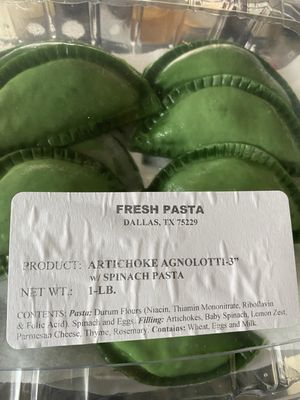 FRESH PASTA
DALLAS, TX 75229
PRODUCT: ARTICHOKE AGNOLOTTI-3"
w/ SPINACH PASTA
NET WT.: 1-LB.
CONTENTS: Pasta: Durum Flours (Niacin, Thiamin Mononitrate, Riboflavin
& Folic Acid), Spinach and Eggs. Filling: Artichokes, Baby Spinach, Lemon Zest,
Parmesan Cheese, Thyme, Rosemary. Contains: Wheat, Eggs and Milk.